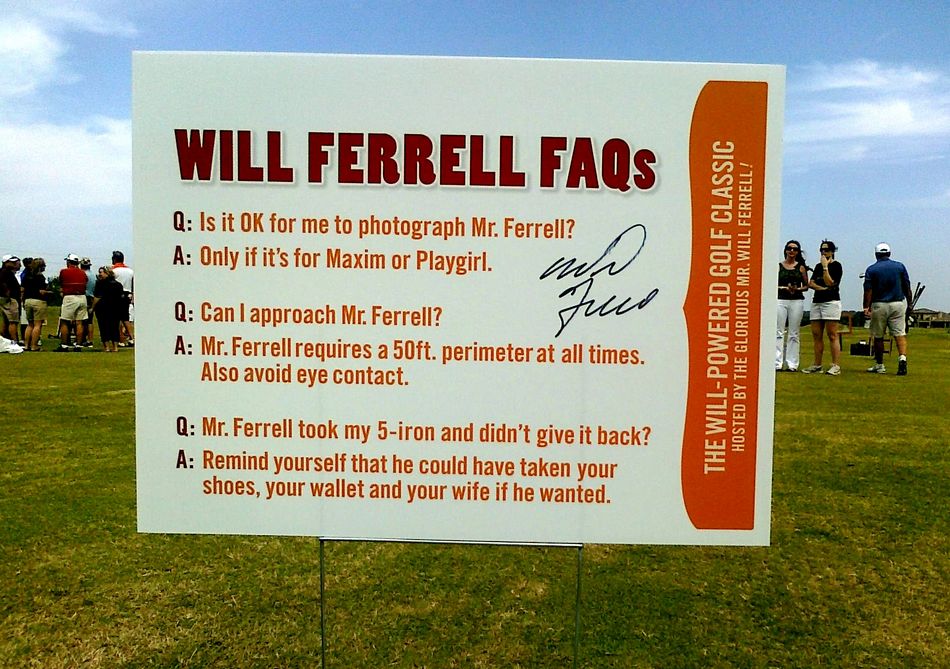 WILL FERRELL FAQs
Q: Is it OK for me to photograph Mr. Ferrell?
A: Only if it's for Maxim or Playgirl.
Q: Can I approach Mr. Ferrell?
A: Mr. Ferrell requires a 50ft. perimeter at all times.
Also avoid eye contact.
Q: Mr. Ferrell took my 5-iron and didn't give it back?
A: Remind yourself that he could have taken your
shoes, your wallet and your wife if he wanted.
THE WILL-POWERED GOLF CLASSIC
HOSTED BY THE GLORIOUS MR. WILL FERRELL!